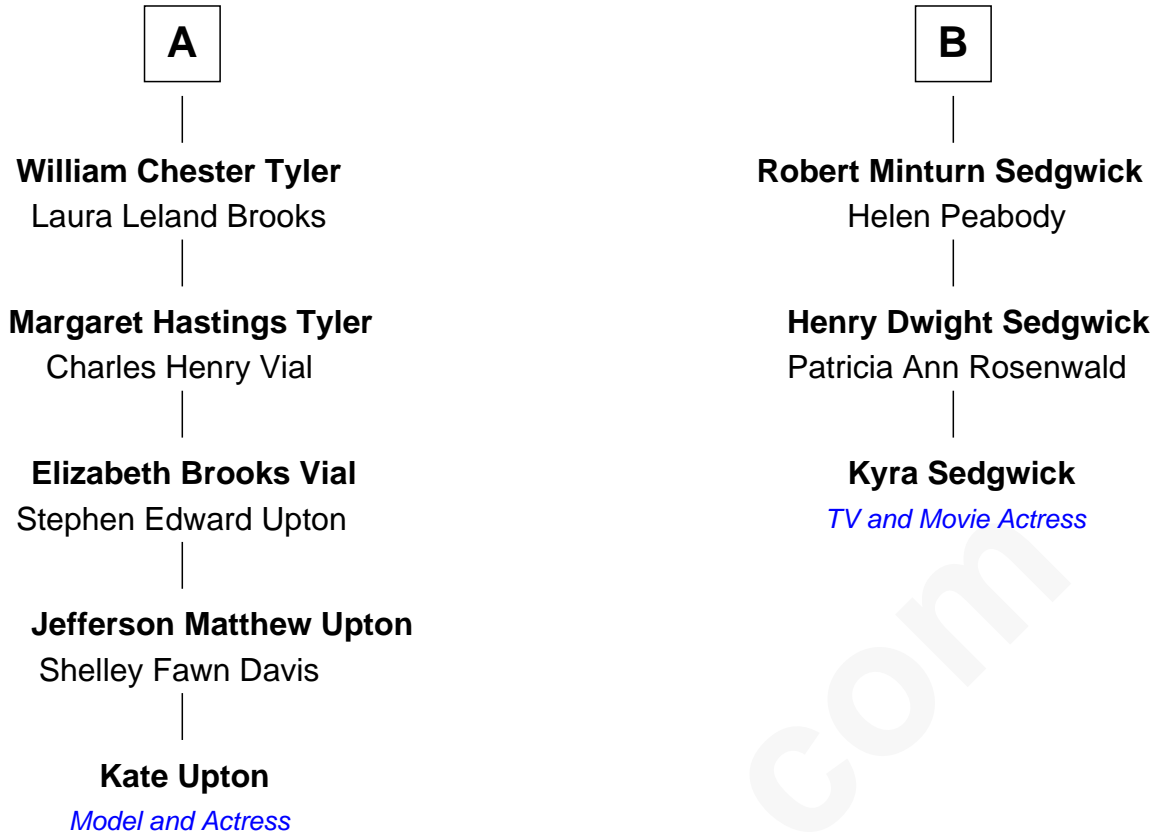 A
William Chester Tyler
Laura Leland Brooks
Margaret Hastings Tyler
Charles Henry Vial
Elizabeth Brooks Vial
Stephen Edward Upton
Jefferson Matthew Upton
Shelley Fawn Davis
Kate Upton
Model and Actress
B
Robert Minturn Sedgwick
Helen Peabody
Henry Dwight Sedgwick
Patricia Ann Rosenwald
Kyra Sedgwick
TV and Movie Actress
com